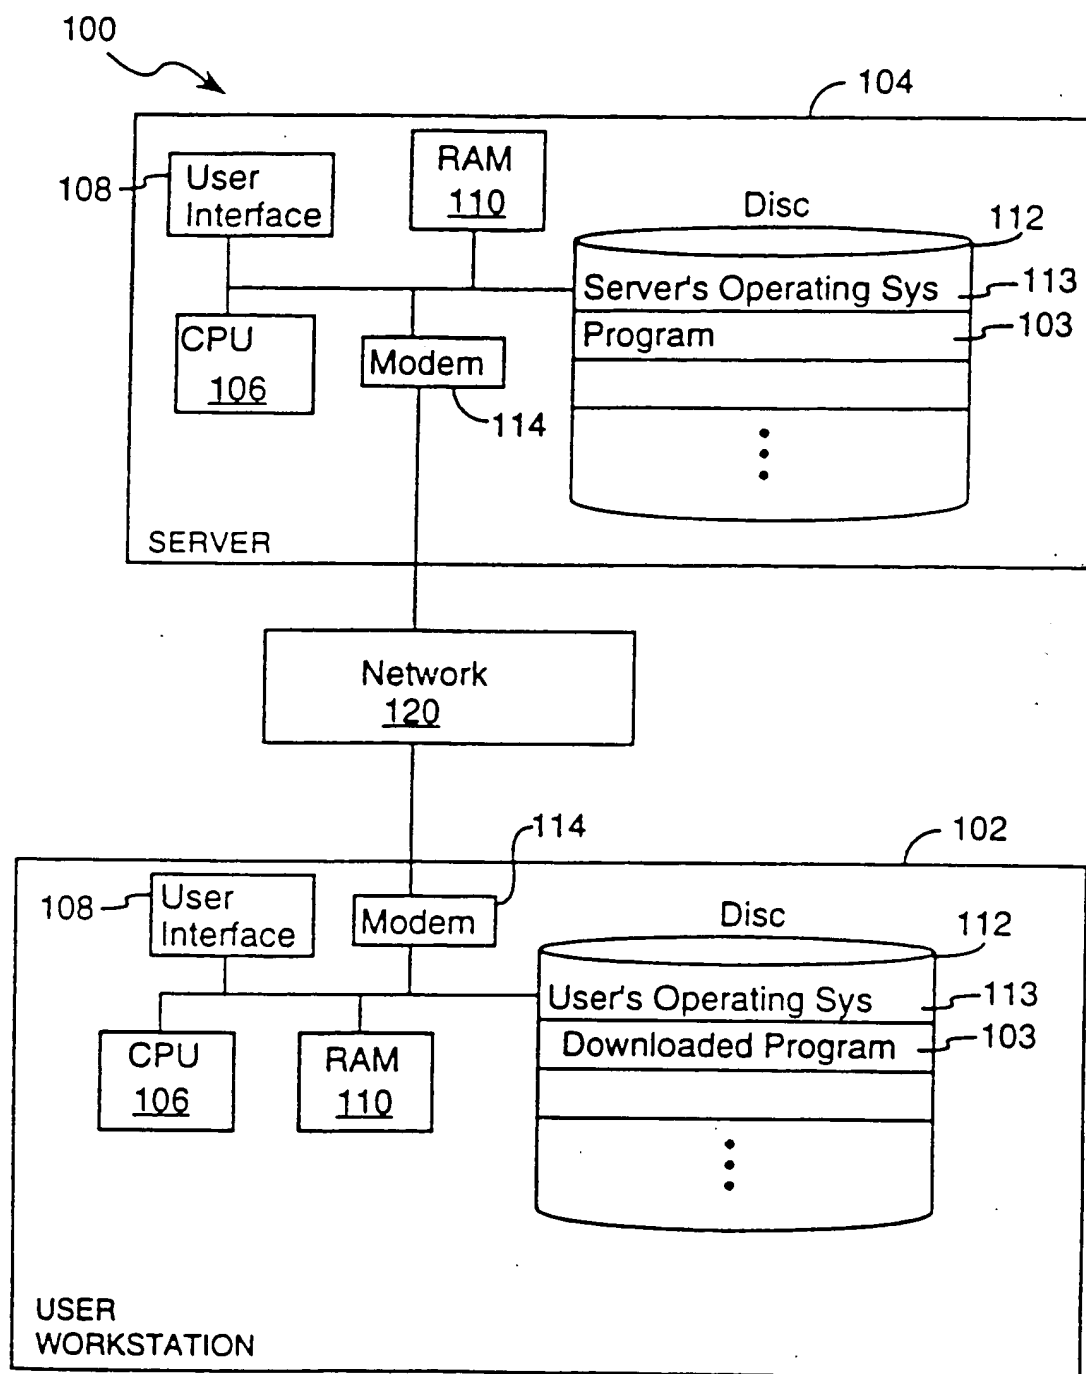 100
104
108
User
Interface
RAM
110
Disc
112
Server's Operating Sys
113
CPU
106
Modem
114
Program
103
SERVER
Network
120
114
102
108
User
Interface
Modem
Disc
112
User's Operating Sys
113
CPU
106
RAM
110
Downloaded Program
103
USER
WORKSTATION